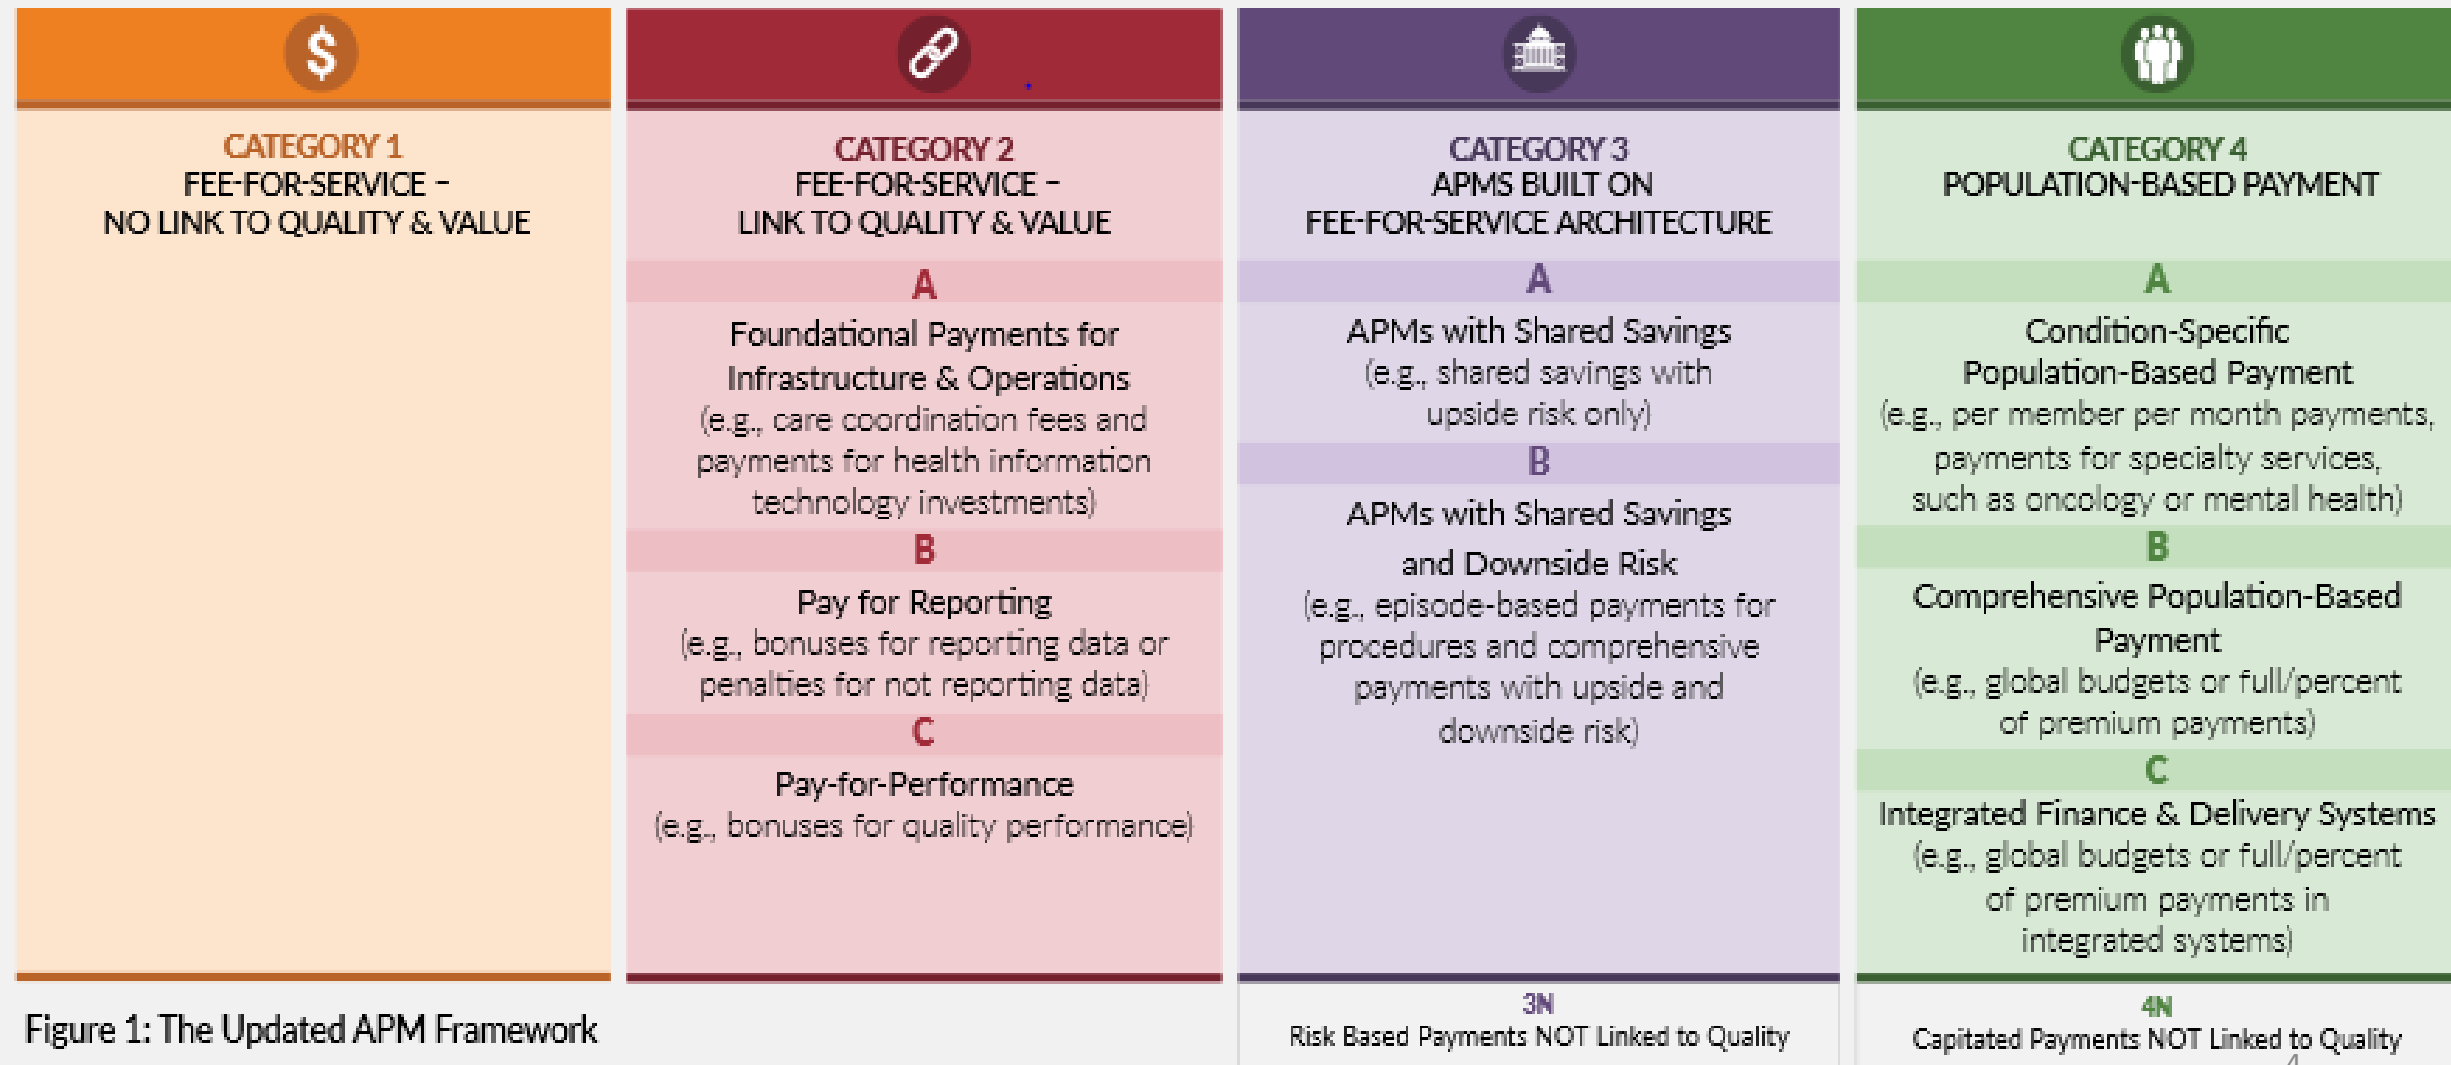 $
CATEGORY 1
FEE-FOR-SERVICE –
NO LINK TO QUALITY & VALUE
CATEGORY 2
FEE-FOR-SERVICE –
LINK TO QUALITY & VALUE
A
Foundational Payments for
Infrastructure & Operations
(e.g., care coordination fees and
payments for health information
technology investments)
B
Pay for Reporting
(e.g., bonuses for reporting data or
penalties for not reporting data)
C
Pay-for-Performance
(e.g., bonuses for quality performance)
CATEGORY 3
APMS BUILT ON
FEE-FOR-SERVICE ARCHITECTURE
A
APMs with Shared Savings
(e.g., shared savings with
upside risk only)
B
APMs with Shared Savings
and Downside Risk
(e.g., episode-based payments for
procedures and comprehensive
payments with upside and
downside risk)
3N
Risk Based Payments NOT Linked to Quality
CATEGORY 4
POPULATION-BASED PAYMENT
A
Condition-Specific
Population-Based Payment
(e.g., per member per month payments,
payments for specialty services,
such as oncology or mental health)
B
Comprehensive Population-Based
Payment
(e.g., global budgets or full/percent
of premium payments)
C
Integrated Finance & Delivery Systems
(e.g., global budgets or full/percent
of premium payments in
integrated systems)
4N
Capitated Payments NOT Linked to Quality
Figure 1: The Updated APM Framework